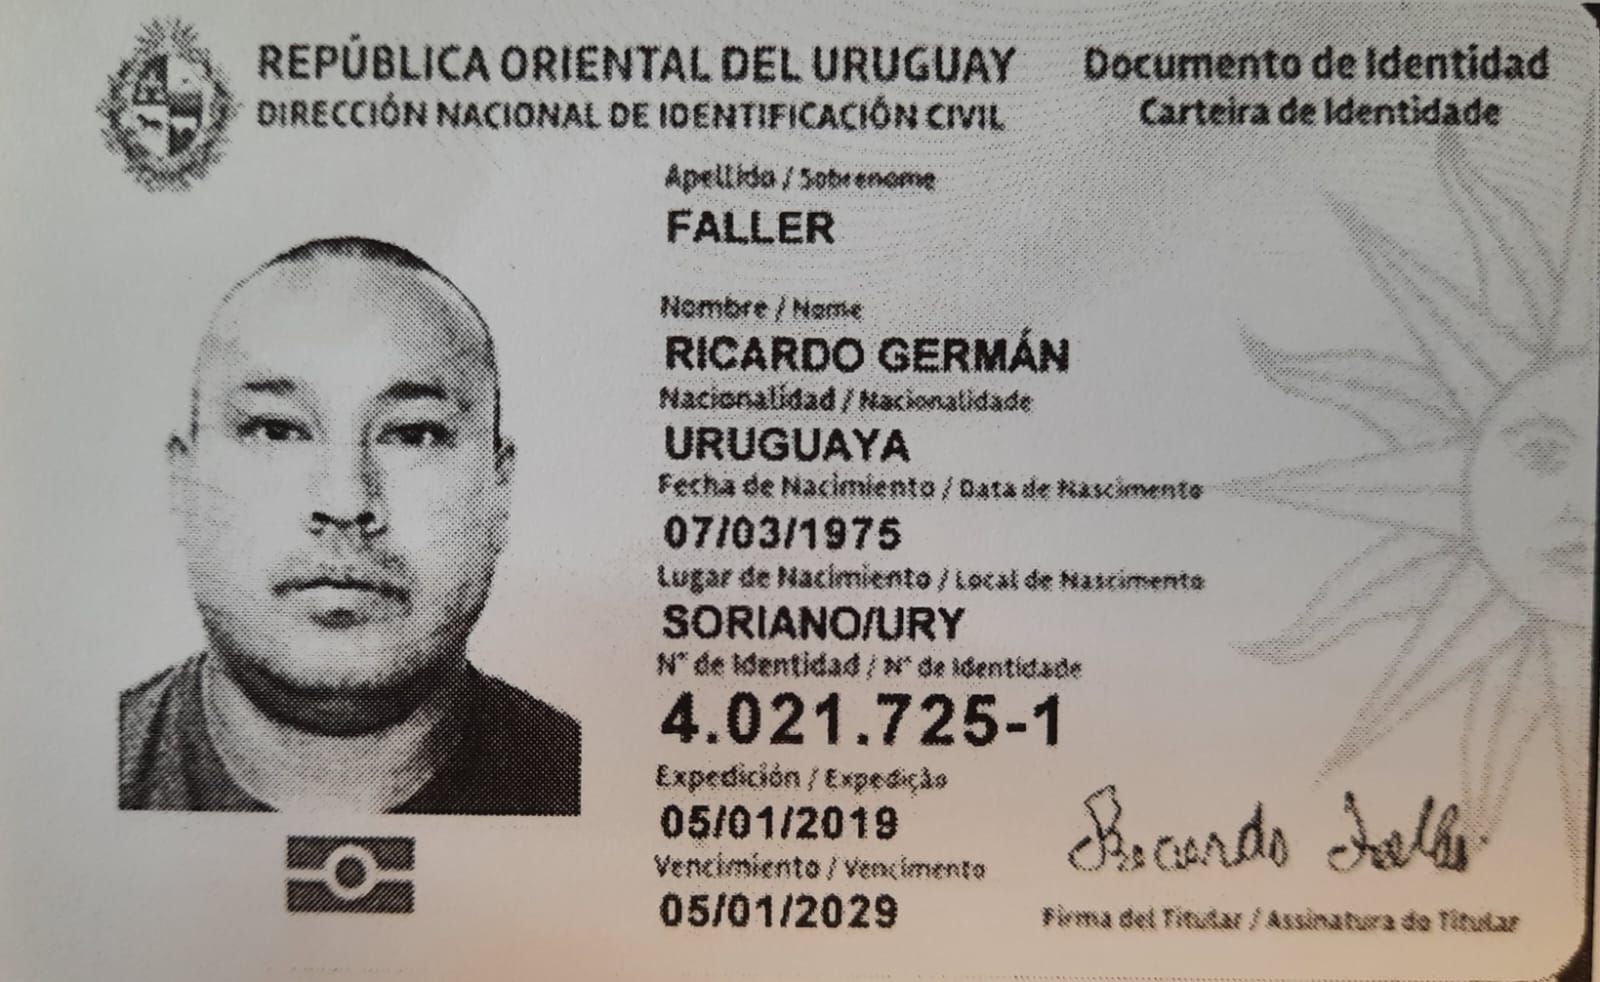 REPÚBLICA ORIENTAL DEL URUGUAY
DIRECCIÓN NACIONAL DE IDENTIFICACIÓN CIVIL
Documento de Identidad
Carteira de Identidade
Apellido / Sobrenome
FALLER
Nombre / Nome
RICARDO GERMÁN
Nacionalidad / Nacionalidade
URUGUAYA
Fecha de Nacimiento / Data de Nascimento
07/03/1975
Lugar de Nacimiento / Local de Nascimento
SORIANO/URY
N° de Identidad / N° de Identidade
4.021.725-1
Expedición / Expedição
05/01/2019
Vencimiento / Vencimento
05/01/2029
Ricardo Faller
Firma del Titular / Assinatura do Titular